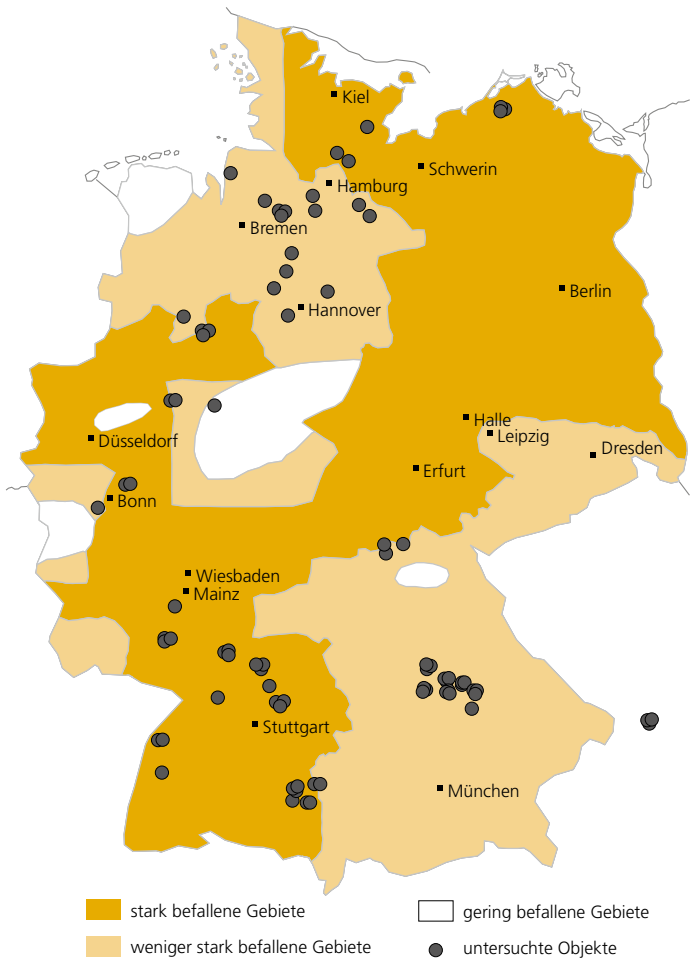 Kiel
Schwerin
Hamburg
Bremen
Berlin
Hannover
Halle
Leipzig
Düsseldorf
Dresden
Erfurt
Bonn
Wiesbaden
Mainz
Stuttgart
München
stark befallene Gebiete
gering befallene Gebiete
weniger stark befallene Gebiete
untersuchte Objekte